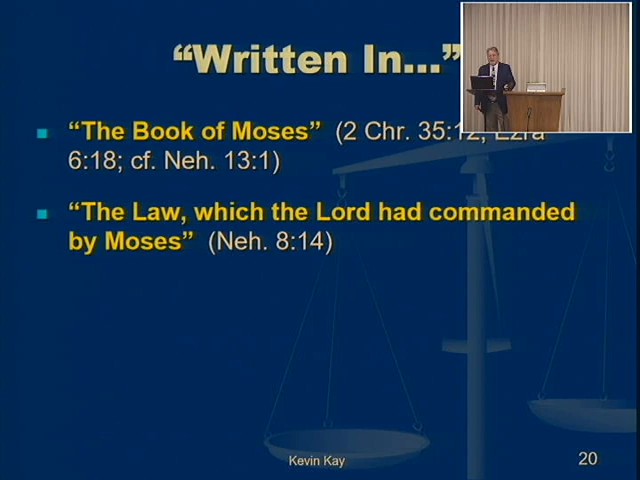 “Written In...”
“The Book of Moses” (2 Chr. 35:12; Ezra
6:18; cf. Neh. 13:1)
“The Law, which the Lord had commanded
by Moses” (Neh. 8:14)
Kevin Kay
20